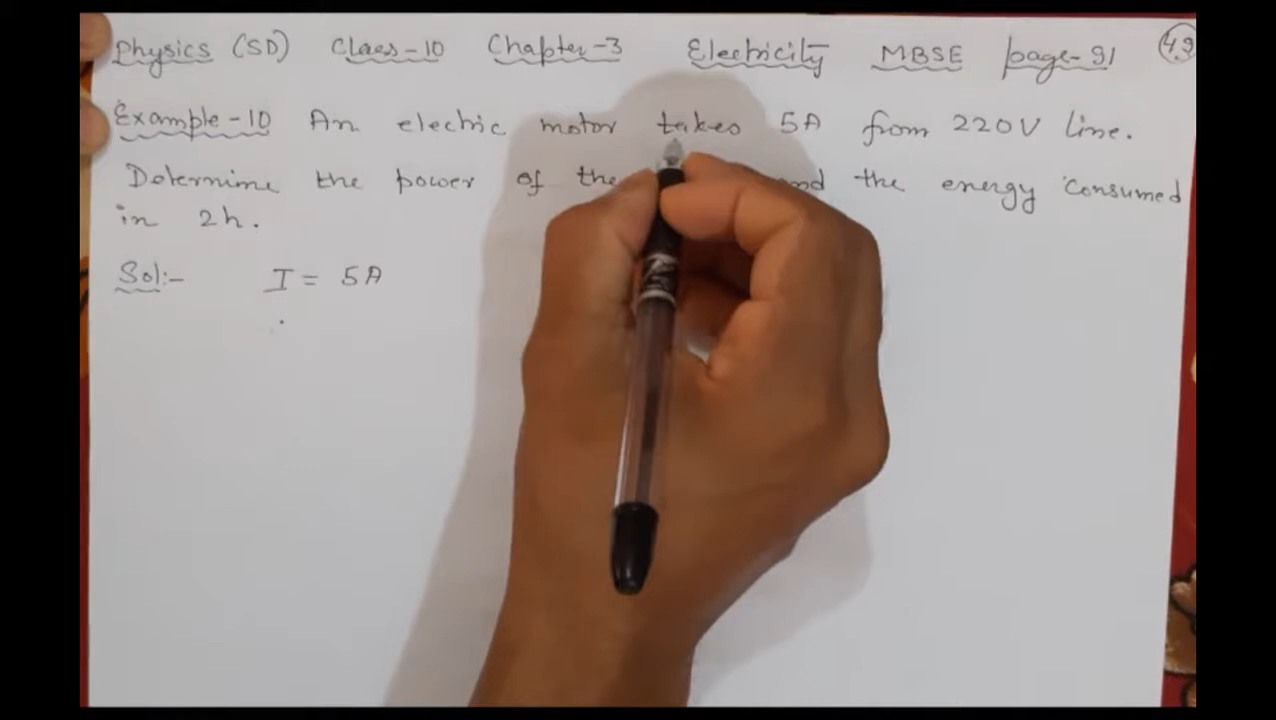 Physics (SD) Class-10 Chapter-3 Electricity MBSE page-91 49
Example-10 An electric motor takes 5A from 220V line.
Determine the power of the and the energy consumed
in 2h.
Sol:- I = 5A